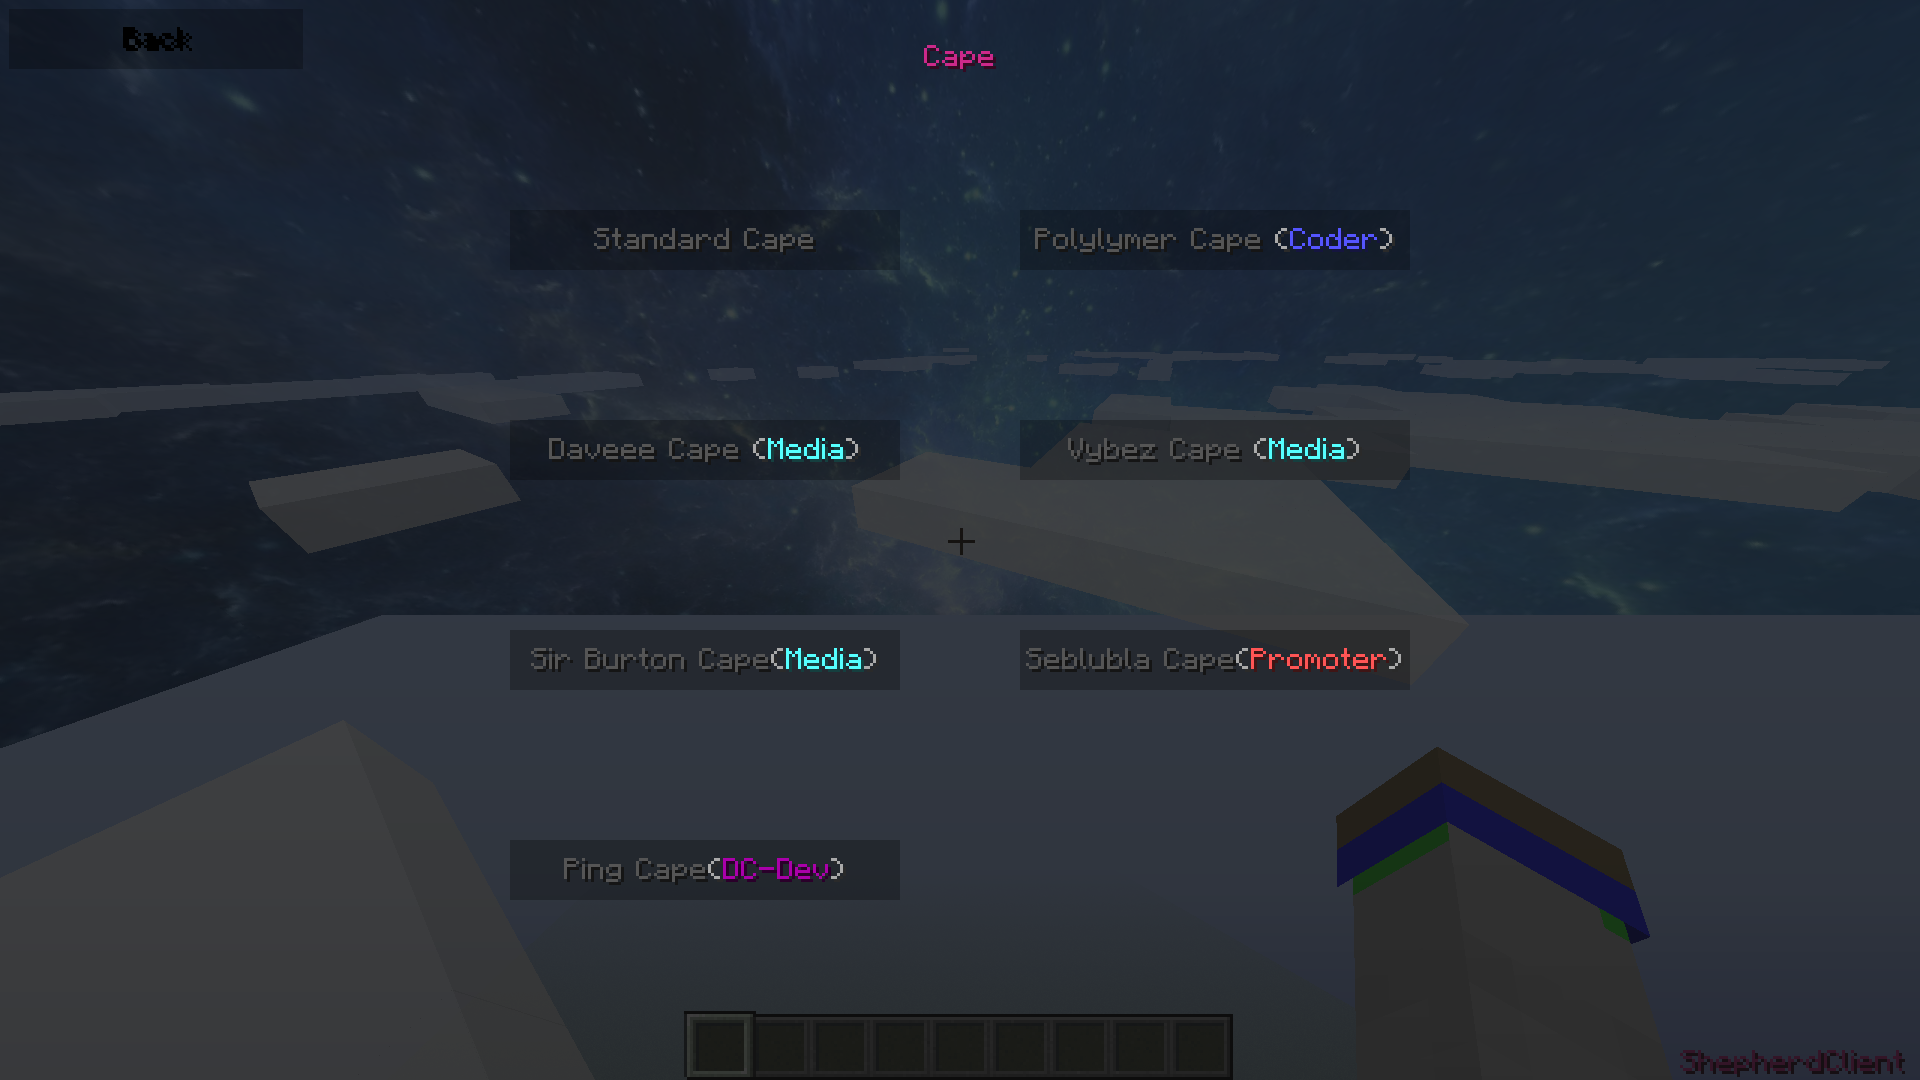 Back
Cape
Standard Cape
Polylymer Cape (Coder)
Daveee Cape (Media)
Vybez Cape (Media)
Sir Burton Cape(Media)
Seblubla Cape(Promoter)
Ping Cape(DC-Dev)
ShepherdClient